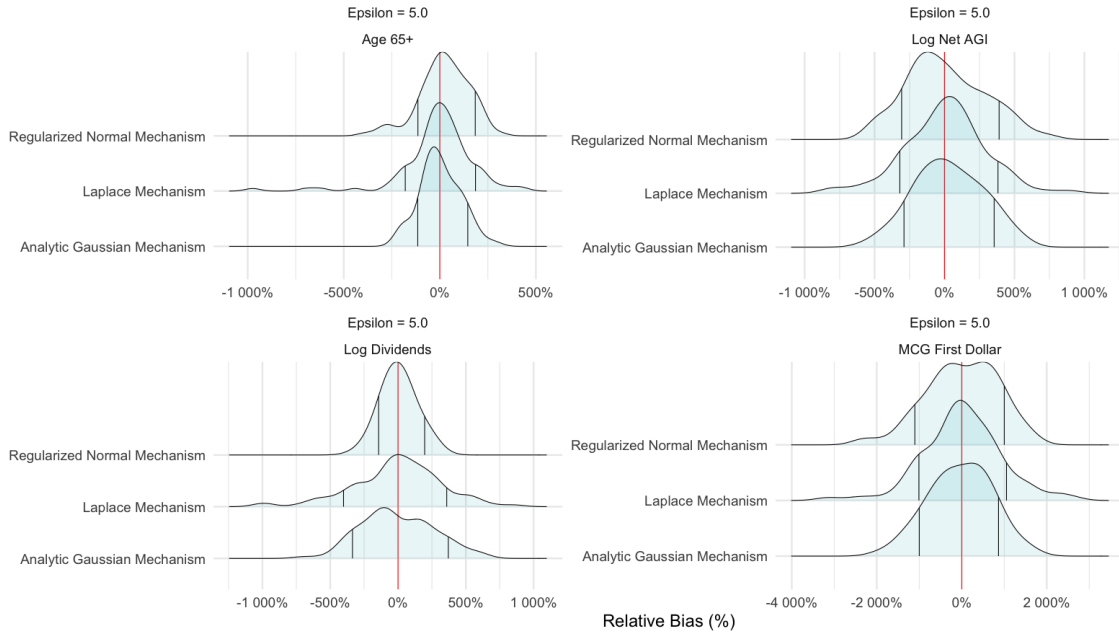 Epsilon = 5.0
Age 65+
Regularized Normal Mechanism
Laplace Mechanism
Analytic Gaussian Mechanism
-1 000% -500% 0% 500%
Epsilon = 5.0
Log Net AGI
Regularized Normal Mechanism
Laplace Mechanism
Analytic Gaussian Mechanism
-1 000% -500% 0% 500% 1 000%
Epsilon = 5.0
Log Dividends
Regularized Normal Mechanism
Laplace Mechanism
Analytic Gaussian Mechanism
-1 000% -500% 0% 500% 1 000%
Epsilon = 5.0
MCG First Dollar
Regularized Normal Mechanism
Laplace Mechanism
Analytic Gaussian Mechanism
-4 000% -2 000% 0% 2 000%
Relative Bias (%)